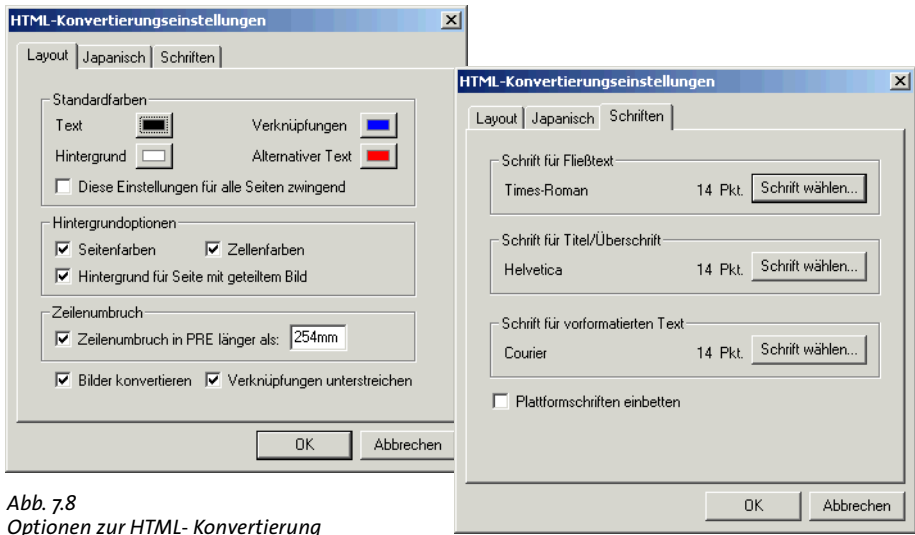 HTML-Konvertierungseinstellungen
Layout Japanisch Schriften
Standardfarben
Text Verknüpfungen
Hintergrund Alternativer Text
Diese Einstellungen für alle Seiten zwingend
Hintergrundoptionen
Seitenfarben Zellenfarben
Hintergrund für Seite mit geteiltem Bild
Zeilenumbruch
Zeilenumbruch in PRE länger als: 254mm
Bilder konvertieren Verknüpfungen unterstreichen
OK Abbrechen
HTML-Konvertierungseinstellungen
Layout Japanisch Schriften
Schrift für Fließtext
Times-Roman 14 Pkt. Schrift wählen...
Schrift für Titel/Überschrift
Helvetica 14 Pkt. Schrift wählen...
Schrift für vorformatierten Text
Courier 14 Pkt. Schrift wählen...
Plattformschriften einbetten
OK Abbrechen
Abb. 7.8
Optionen zur HTML- Konvertierung